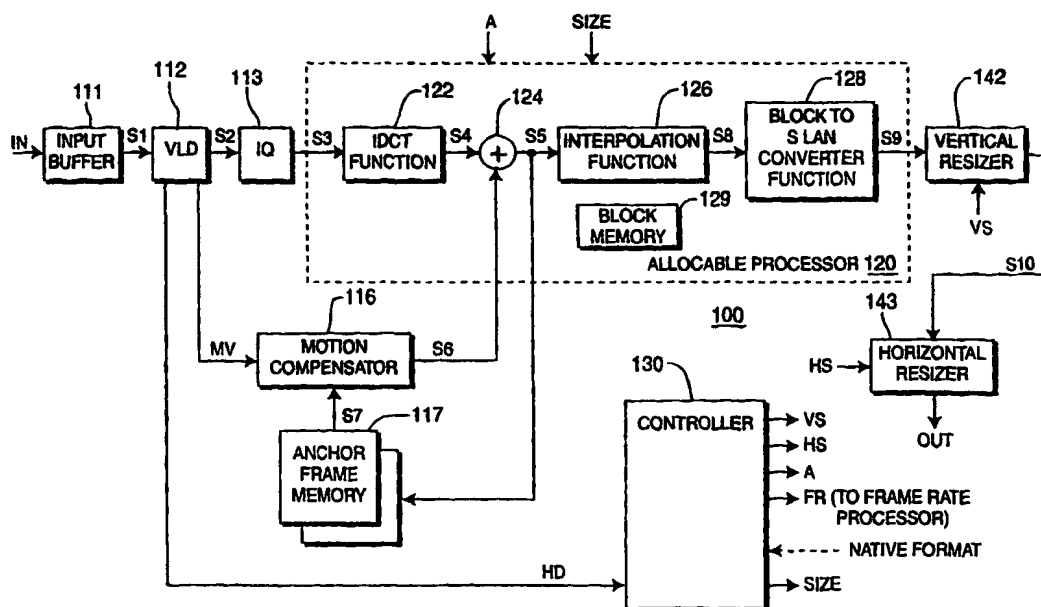 A
SIZE
111
112
113
122
124
126
128
142
IN
INPUT
BUFFER
S1
VLD
S2
IQ
S3
IDCT
FUNCTION
S4
+
S5
INTERPOLATION
FUNCTION
S8
BLOCK TO
S LAN
CONVERTER
FUNCTION
S9
VERTICAL
RESIZER
VS
BLOCK
MEMORY
129
ALLOCABLE PROCESSOR 120
S10
116
100
143
MV
MOTION
COMPENSATOR
S6
HS
HORIZONTAL
RESIZER
OUT
S7
117
ANCHOR
FRAME
MEMORY
130
CONTROLLER
VS
HS
A
FR (TO FRAME RATE
PROCESSOR)
NATIVE FORMAT
SIZE
HD